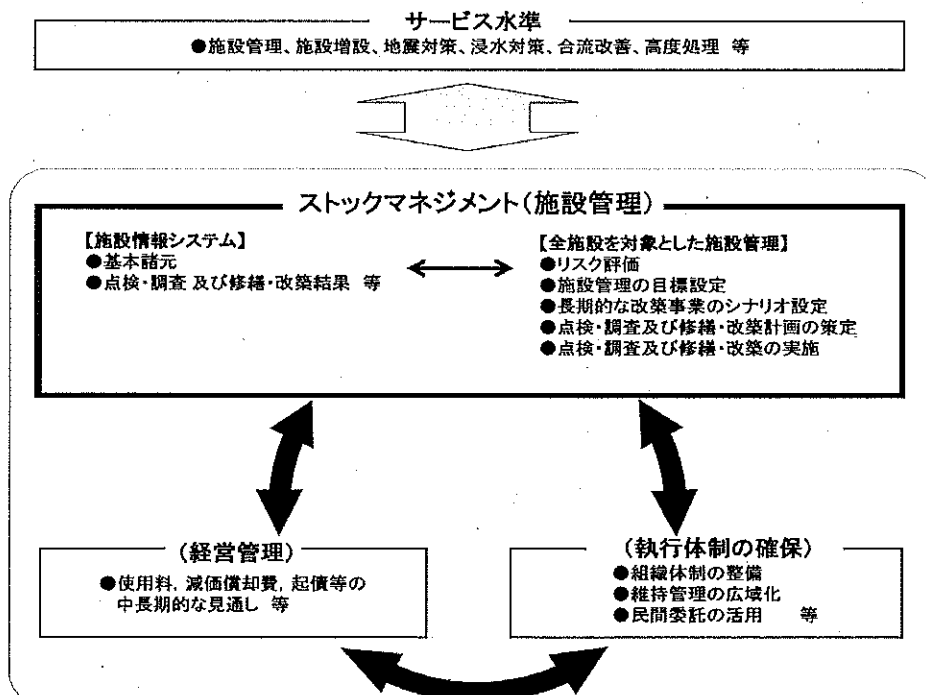 サービス水準
●施設管理、施設増設、地震対策、浸水対策、合流改善、高度処理 等
ストックマネジメント(施設管理)
【施設情報システム】
●基本諸元
●点検・調査 及び修繕・改築結果 等
【全施設を対象とした施設管理】
●リスク評価
●施設管理の目標設定
●長期的な改築事業のシナリオ設定
●点検・調査及び修繕・改築計画の策定
●点検・調査及び修繕・改築の実施
(経営管理)
●使用料, 減価償却費, 起債等の
中長期的な見通し 等
(執行体制の確保)
●組織体制の整備
●維持管理の広域化
●民間委託の活用 等